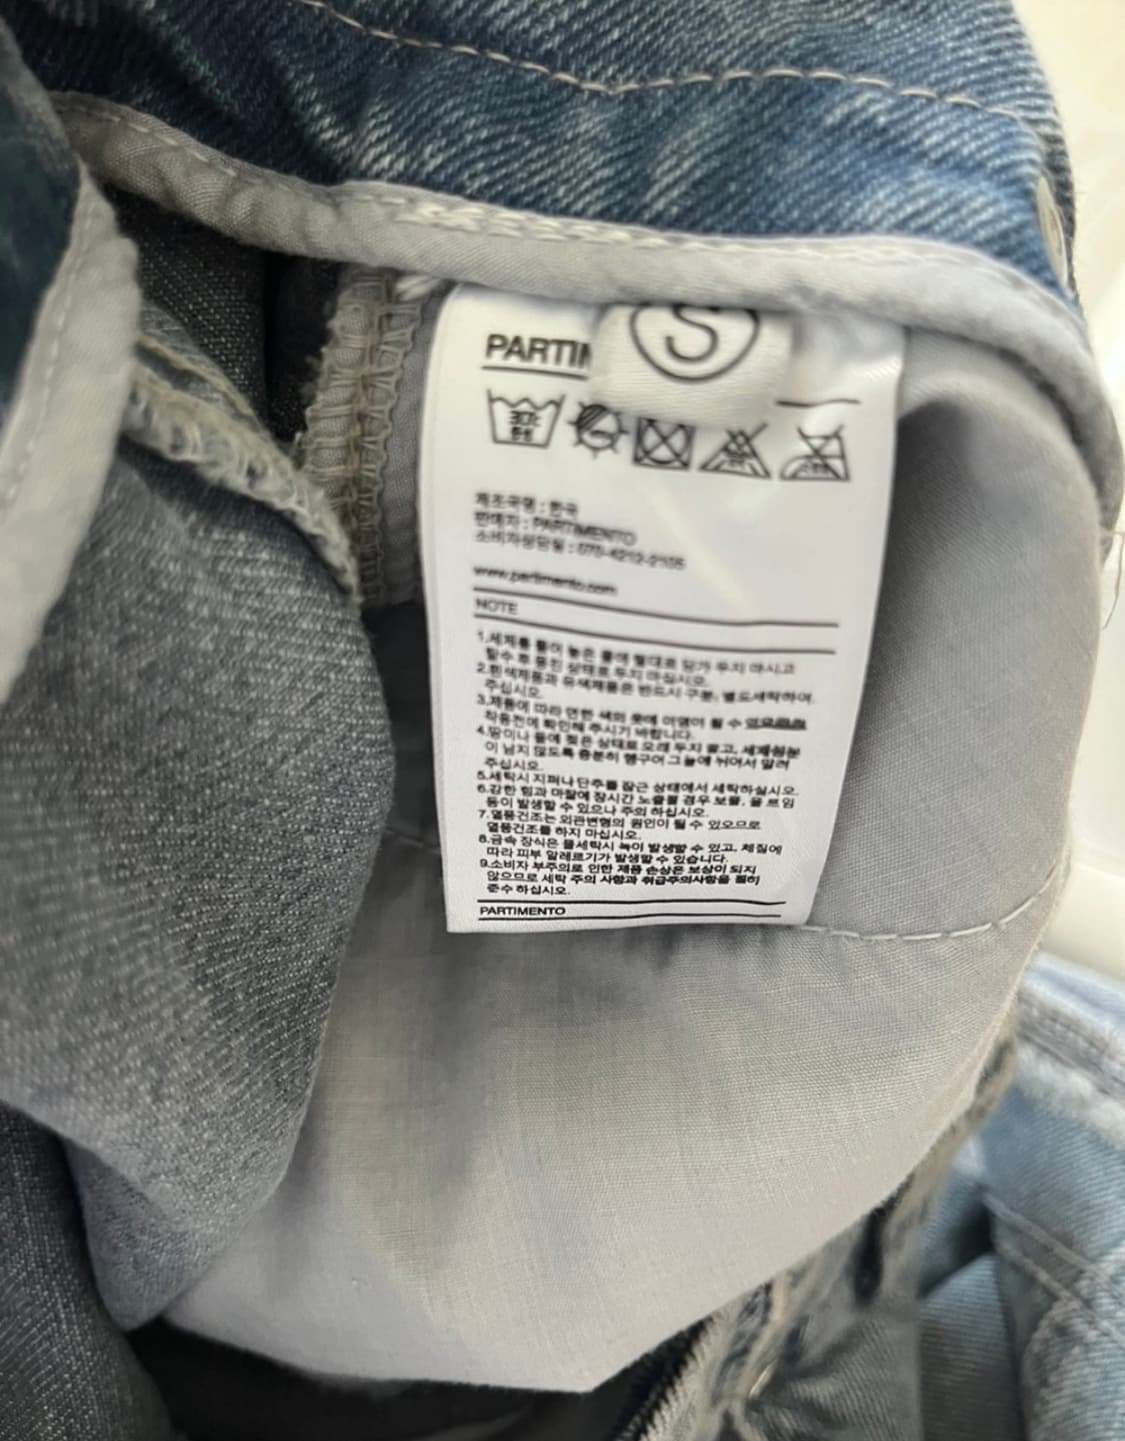 PARTIM
S
30℃
중성
제조국명 : 한국
판매자 : PARTIMENTO
소비자상담실 : 070-4212-2105
www.partimento.com
NOTE
1.세제를 풀어 놓은 물에 절대로 담가 두지 마시고
탈수 후 뭉친 상태로 두지 마십시오.
2.흰색제품과 유색제품은 반드시 구분, 별도세탁하여
주십시오.
3.제품에 따라 연한 색의 옷에 이염이 될 수 있으므로
착용전에 확인해 주시기 바랍니다.
4.땀이나 물에 젖은 상태로 오래 두지 말고, 세제성분
이 남지 않도록 충분히 헹구어 그늘에 뉘어서 말려
주십시오.
5.세탁시 지퍼나 단추를 잠근 상태에서 세탁하실시오.
6.강한 힘과 마찰에 장시간 노출될 경우 보풀, 올 트임
등이 발생할 수 있으나 주의 하십시오.
7.열풍건조는 외관변형의 원인이 될 수 있으므로
열풍건조를 하지 마십시오.
8.금속 장식은 물세탁시 녹이 발생할 수 있고, 체질에
따라 피부 알레르기가 발생할 수 있습니다.
9.소비자 부주의로 인한 제품 손상은 보상이 되지
않으므로 세탁 주의 사항과 취급주의사항을 필히
준수 하십시오.
PARTIMENTO